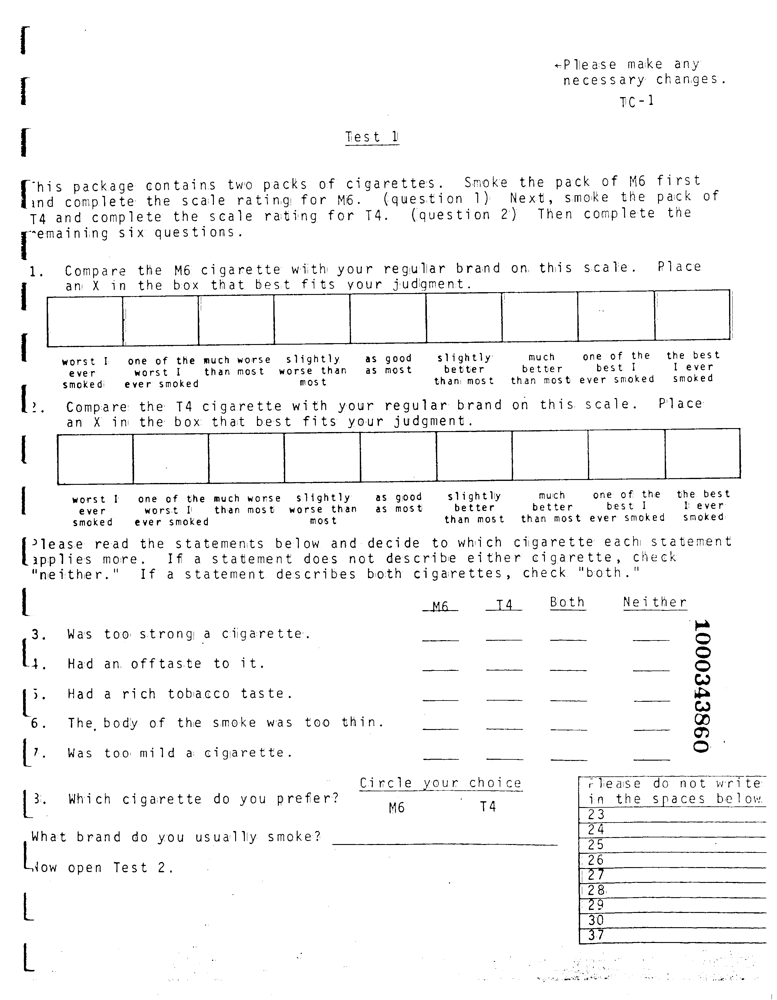 ←Please make any
necessary changes.
TC-1
Test 1
This package contains two packs of cigarettes. Smoke the pack of M6 first
and complete the scale rating for M6. (question 1) Next, smoke the pack of
T4 and complete the scale rating for T4. (question 2) Then complete the
remaining six questions.
1. Compare the M6 cigarette with your regular brand on this scale. Place
an X in the box that best fits your judgment.
worst I one of the much worse slightly as good slightly much one of the the best
ever worst I than most worse than as most better better best I I ever
smoked ever smoked most than most than most ever smoked smoked
2. Compare the T4 cigarette with your regular brand on this scale. Place
an X in the box that best fits your judgment.
worst I one of the much worse slightly as good slightly much one of the the best
ever worst I than most worse than as most better better best I I ever
smoked ever smoked most than most than most ever smoked smoked
Please read the statements below and decide to which cigarette each statement
applies more. If a statement does not describe either cigarette, check
"neither." If a statement describes both cigarettes, check "both."
M6 T4 Both Neither
3. Was too strong a cigarette.
4. Had an offtaste to it.
5. Had a rich tobacco taste.
6. The body of the smoke was too thin.
7. Was too mild a cigarette.
1000343860
Circle your choice
8. Which cigarette do you prefer? M6 T4
What brand do you usually smoke?
Now open Test 2.
Please do not write
in the spaces below.
23
24
25
26
27
28
29
30
37